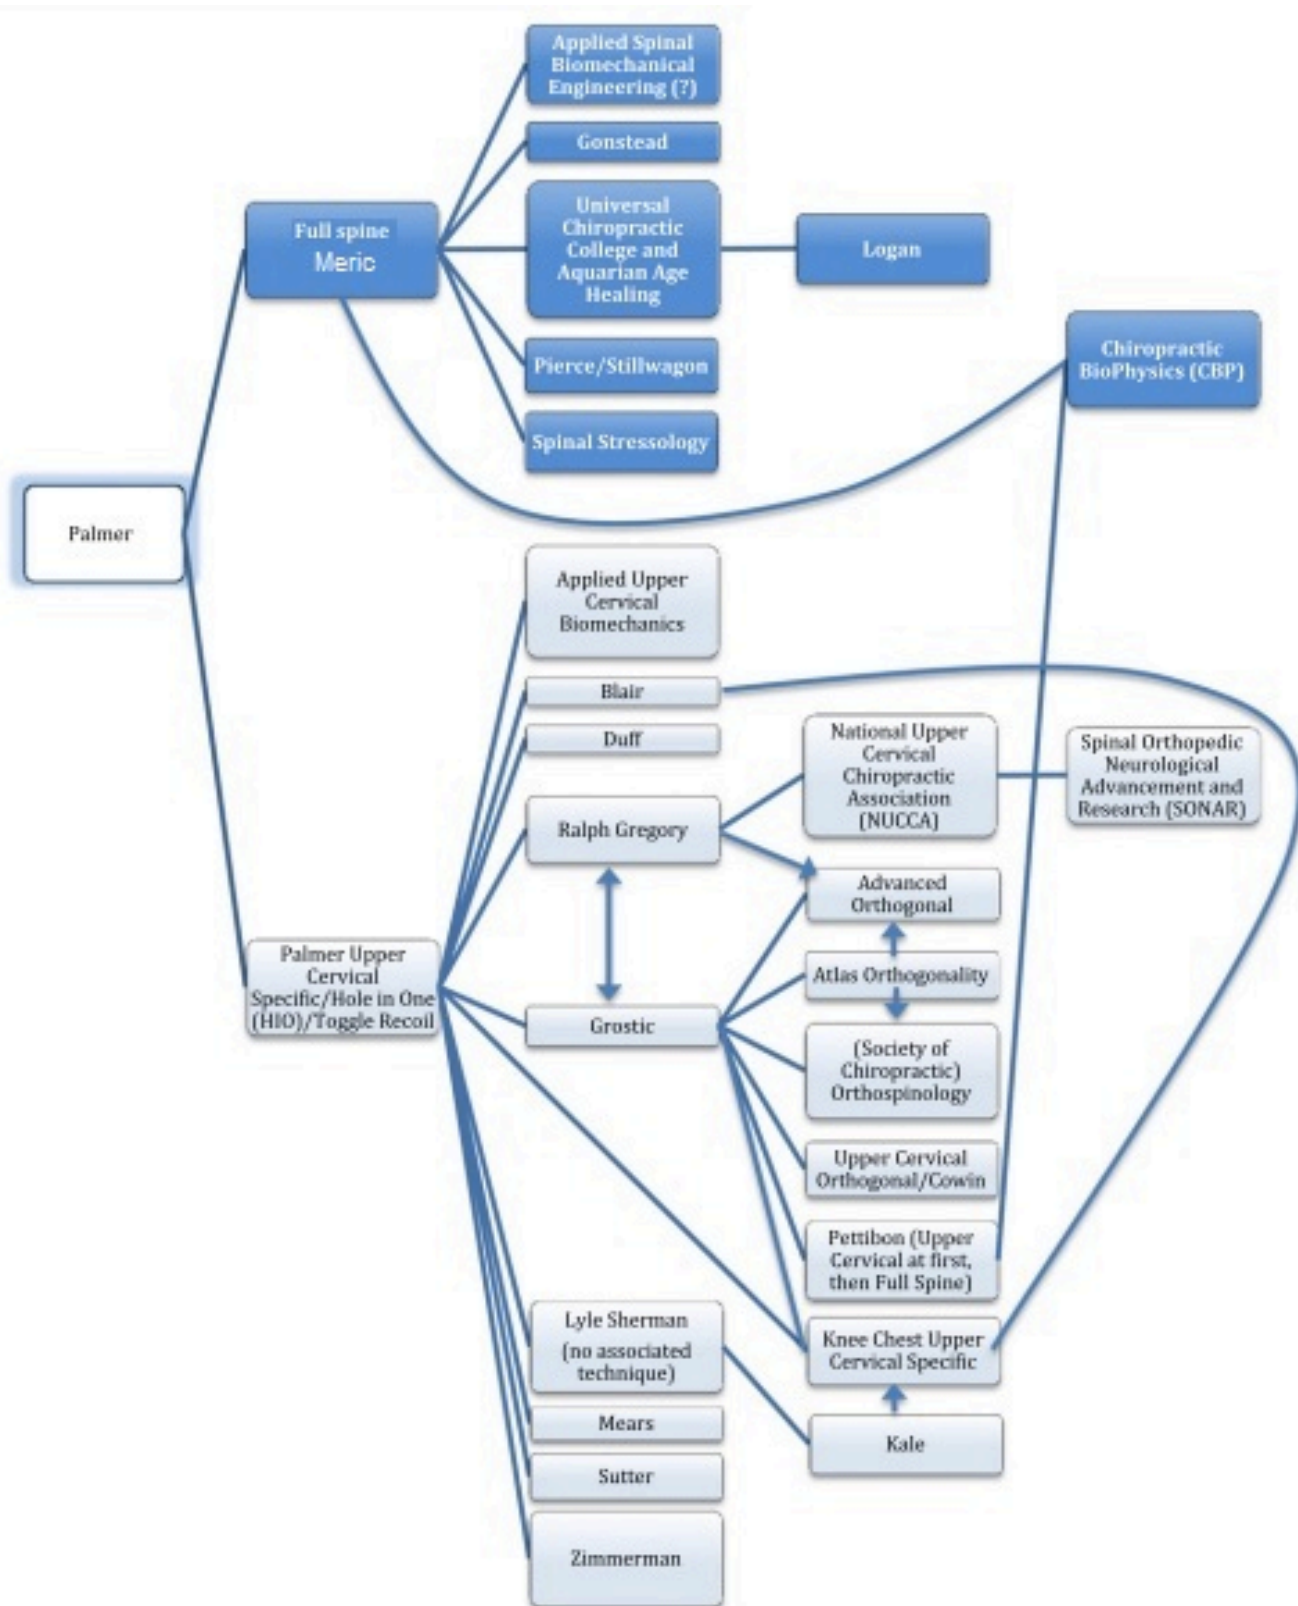 Applied Spinal
Biomechanical
Engineering (?)
Gonstead
Universal
Chiropractic
College and
Aquarian Age
Healing
Pierce/Stillwagon
Spinal Stressology
Full spine
Meric
Logan
Chiropractic
BioPhysics (CBP)
Palmer
Applied Upper
Cervical
Biomechanics
Blair
Duff
Ralph Gregory
Grostic
National Upper
Cervical
Chiropractic
Association
(NUCCA)
Spinal Orthopedic
Neurological
Advancement and
Research (SONAR)
Advanced
Orthogonal
Atlas Orthogonality
(Society of
Chiropractic)
Orthospinology
Upper Cervical
Orthogonal/Cowin
Pettibon (Upper
Cervical at first,
then Full Spine)
Knee Chest Upper
Cervical Specific
Kale
Palmer Upper
Cervical
Specific/Hole in One
(HIO)/Toggle Recoil
Lyle Sherman
(no associated
technique)
Mears
Sutter
Zimmerman